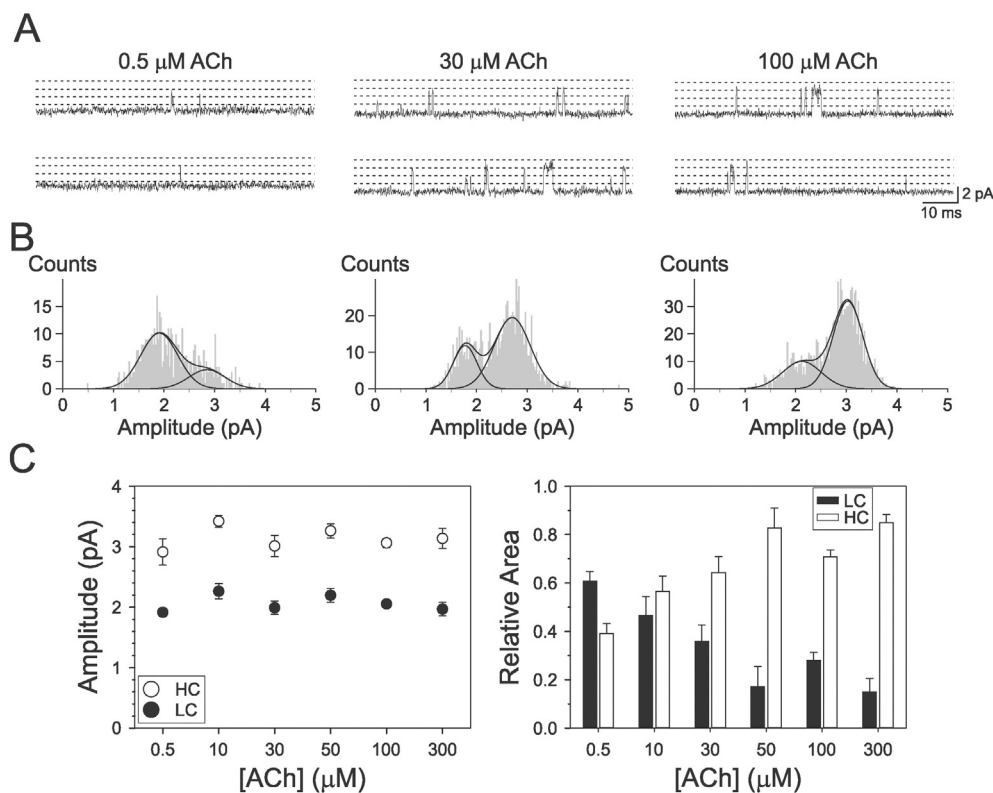 A
0.5 μM ACh 30 μM ACh 100 μM ACh
2 pA
10 ms
B
Counts Counts Counts
15
10
5
0
0 1 2 3 4 5
Amplitude (pA)
20
10
0
0 1 2 3 4 5
Amplitude (pA)
30
20
10
0
0 1 2 3 4 5
Amplitude (pA)
C
Amplitude (pA)
4
3
2
1
0
HC
LC
0.5 10 30 50 100 300
[ACh] (μM)
Relative Area
1.0
0.8
0.6
0.4
0.2
0.0
LC
HC
0.5 10 30 50 100 300
[ACh] (μM)